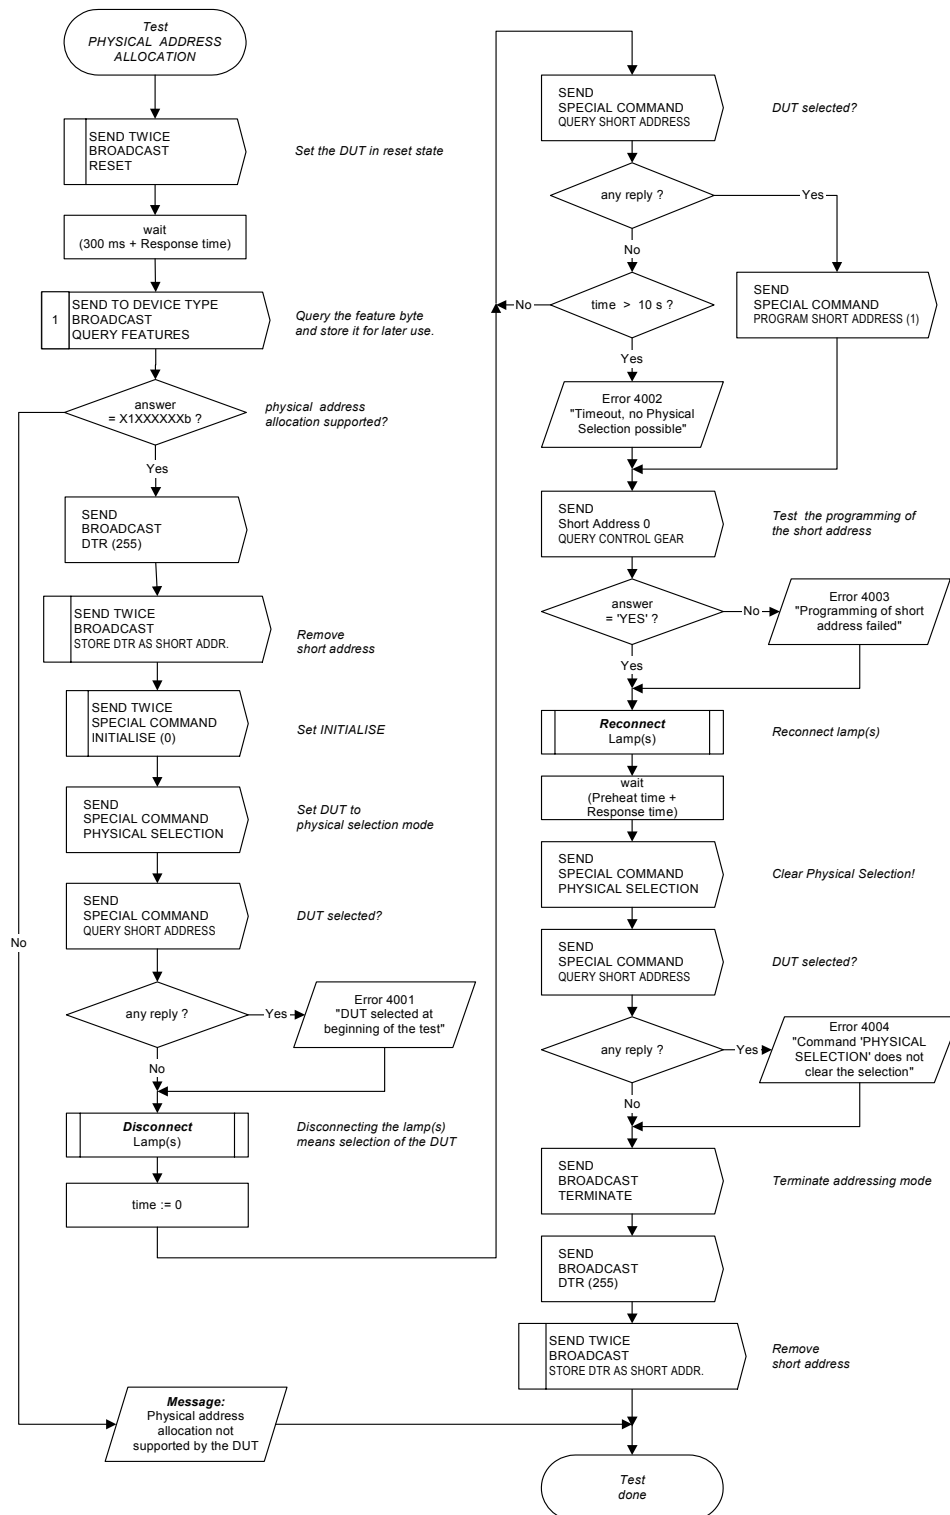 Test
PHYSICAL ADDRESS
ALLOCATION
SEND TWICE
BROADCAST
RESET
Set the DUT in reset state
wait
(300 ms + Response time)
1
SEND TO DEVICE TYPE
BROADCAST
QUERY FEATURES
Query the feature byte
and store it for later use.
answer
= X1XXXXXXb ?
physical address
allocation supported?
Yes
No
SEND
BROADCAST
DTR (255)
SEND TWICE
BROADCAST
STORE DTR AS SHORT ADDR.
Remove
short address
SEND TWICE
SPECIAL COMMAND
INITIALISE (0)
Set INITIALISE
SEND
SPECIAL COMMAND
PHYSICAL SELECTION
Set DUT to
physical selection mode
SEND
SPECIAL COMMAND
QUERY SHORT ADDRESS
DUT selected?
any reply ?
Yes
Error 4001
"DUT selected at
beginning of the test"
No
Disconnect
Lamp(s)
Disconnecting the lamp(s)
means selection of the DUT
time := 0
SEND
SPECIAL COMMAND
QUERY SHORT ADDRESS
DUT selected?
any reply ?
Yes
No
SEND
SPECIAL COMMAND
PROGRAM SHORT ADDRESS (1)
time > 10 s ?
No
Yes
Error 4002
"Timeout, no Physical
Selection possible"
SEND
Short Address 0
QUERY CONTROL GEAR
Test the programming of
the short address
answer
= 'YES' ?
No
Error 4003
"Programming of short
address failed"
Yes
Reconnect
Lamp(s)
Reconnect lamp(s)
wait
(Preheat time +
Response time)
SEND
SPECIAL COMMAND
PHYSICAL SELECTION
Clear Physical Selection!
SEND
SPECIAL COMMAND
QUERY SHORT ADDRESS
DUT selected?
any reply ?
Yes
Error 4004
"Command 'PHYSICAL
SELECTION' does not
clear the selection"
No
SEND
BROADCAST
TERMINATE
Terminate addressing mode
SEND
BROADCAST
DTR (255)
SEND TWICE
BROADCAST
STORE DTR AS SHORT ADDR.
Remove
short address
Message:
Physical address
allocation not
supported by the DUT
Test
done